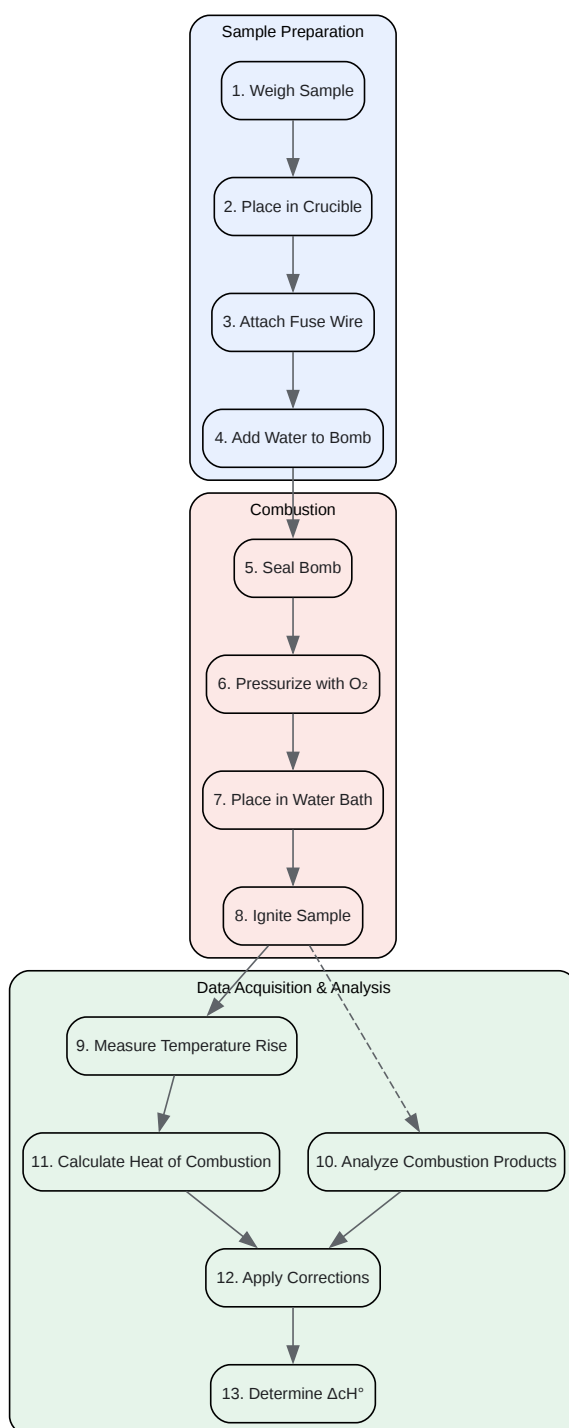 Sample Preparation
1. Weigh Sample
2. Place in Crucible
3. Attach Fuse Wire
4. Add Water to Bomb
Combustion
5. Seal Bomb
6. Pressurize with O₂
7. Place in Water Bath
8. Ignite Sample
Data Acquisition & Analysis
9. Measure Temperature Rise
11. Calculate Heat of Combustion
10. Analyze Combustion Products
12. Apply Corrections
13. Determine ΔcH°